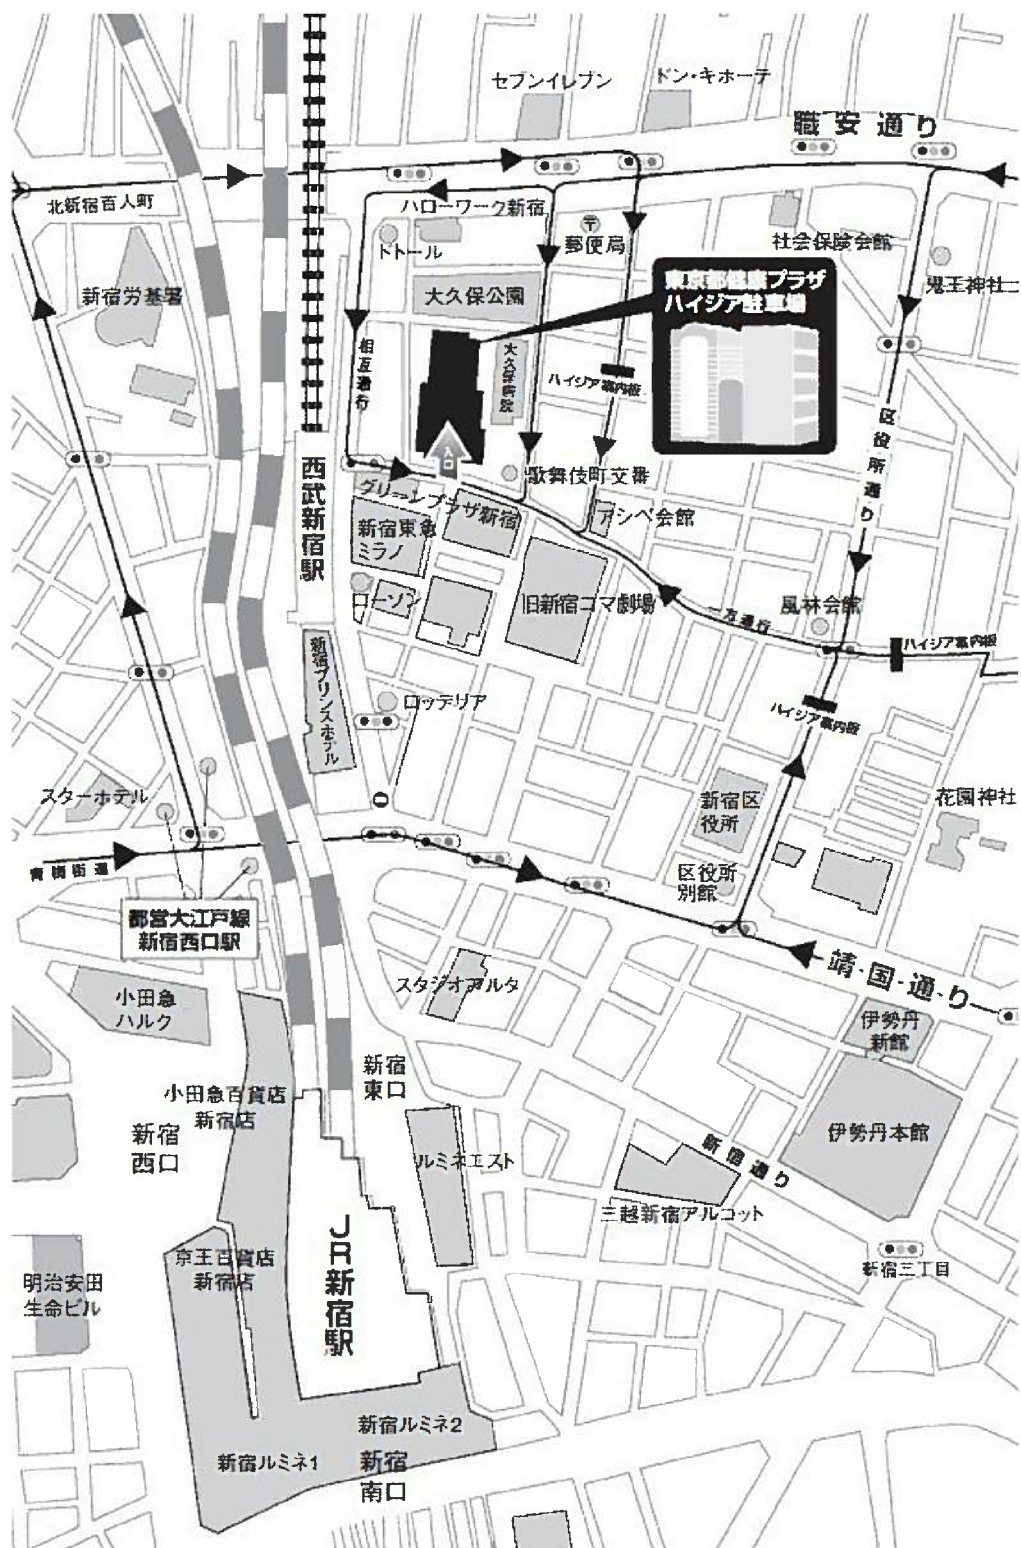 セブンイレブン
ドン・キホーテ
職安通り
北新宿百人町
ハローワーク新宿
ドトール
〒
郵便局
社会保険会館
鬼王神社
新宿労基署
大久保公園
東京都健康プラザ
ハイジア駐車場
相互通行
大久保病院
ハイジア案内板
区役所通り
入口
西武新宿駅
歌舞伎町交番
グリーンプラザ新宿
アシベ会館
新宿東急
ミラノ
ローソン
旧新宿コマ劇場
一方通行
風林会館
ハイジア案内板
新宿プリンスホテル
ロッテリア
ハイジア案内板
スターホテル
新宿区
役所
花園神社
青梅街道
区役所
別館
都営大江戸線
新宿西口駅
靖・国・通り
スタジオアルタ
小田急
ハルク
伊勢丹
新館
新宿
東口
小田急百貨店
新宿店
新宿
西口
ルミネエスト
伊勢丹本館
新宿通り
三越新宿アルコット
JR新宿駅
京王百貨店
新宿店
新宿三丁目
明治安田
生命ビル
新宿ルミネ2
新宿ルミネ1
新宿
南口